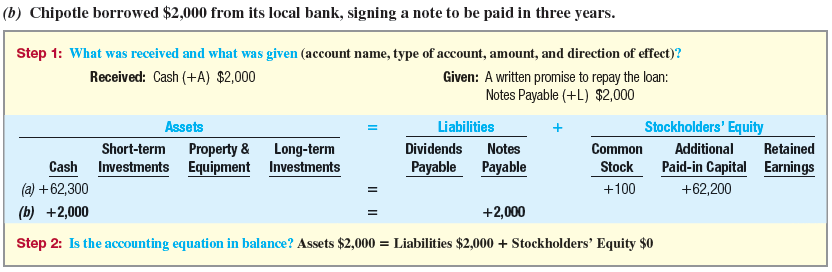 (b) Chipotle borrowed $2,000 from its local bank, signing a note to be paid in three years.
Step 1: What was received and what was given (account name, type of account, amount, and direction of effect)?
Received: Cash (+A) $2,000 Given: A written promise to repay the loan:
Notes Payable (+L) $2,000
Assets = Liabilities + Stockholders' Equity
Short-term Property & Long-term Dividends Notes Common Additional Retained
Cash Investments Equipment Investments Payable Payable Stock Paid-in Capital Earnings
(a) +62,300 = +100 +62,200
(b) +2,000 = +2,000
Step 2: Is the accounting equation in balance? Assets $2,000 = Liabilities $2,000 + Stockholders' Equity $0